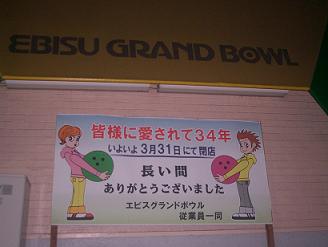 EBISU GRAND BOWL
皆様に愛されて34年
いよいよ3月31日にて閉店
長い間
ありがとうございました
エビスグランドボウル
従業員一同